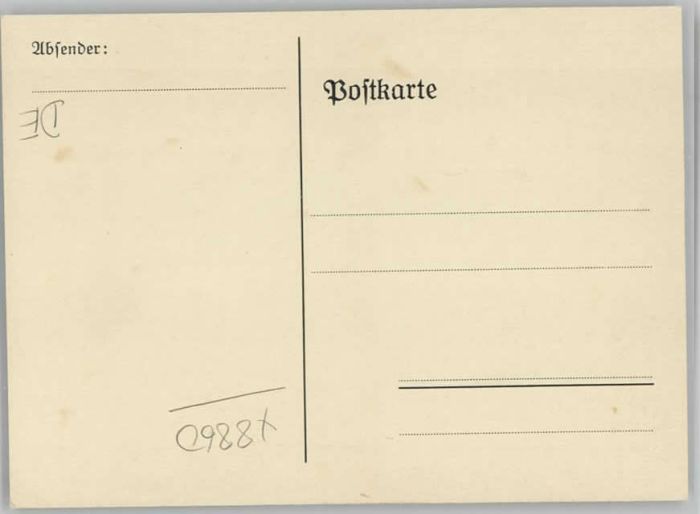 Abſender:
Poſtkarte
DE
X8860